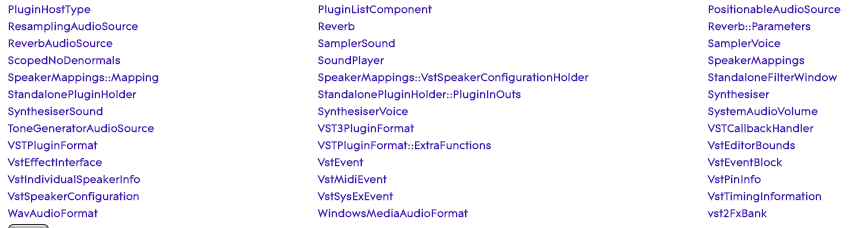 PluginHostType PluginListComponent PositionableAudioSource
ResamplingAudioSource Reverb Reverb::Parameters
ReverbAudioSource SamplerSound SamplerVoice
ScopedNoDenormals SoundPlayer SpeakerMappings
SpeakerMappings::Mapping SpeakerMappings::VstSpeakerConfigurationHolder StandaloneFilterWindow
StandalonePluginHolder StandalonePluginHolder::PluginInOuts Synthesiser
SynthesiserSound SynthesiserVoice SystemAudioVolume
ToneGeneratorAudioSource VST3PluginFormat VSTCallbackHandler
VSTPluginFormat VSTPluginFormat::ExtraFunctions VstEditorBounds
VstEffectInterface VstEvent VstEventBlock
VstIndividualSpeakerInfo VstMidiEvent VstPinInfo
VstSpeakerConfiguration VstSysExEvent VstTimingInformation
WavAudioFormat WindowsMediaAudioFormat vst2FxBank